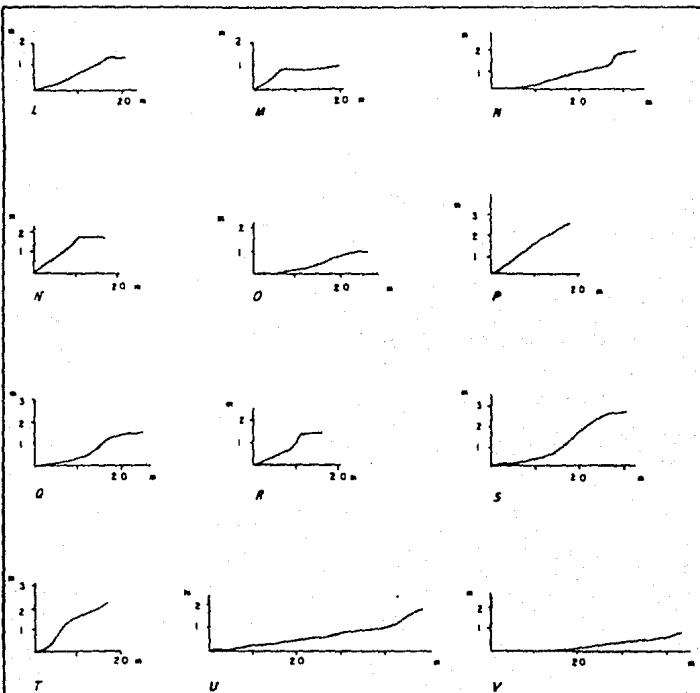 m m m
2 2 2
1 1 1
20 m 20 m 20 m
L M Ñ
m m m
2 2 3
1 1 2
1
20 m 20 m 20 m
N O P
m m m
3 2 3
2 1 2
1 1
20 m 20 m 20 m
Q R S
m m m
3 2 2
2 1 1
1
20 m 20 m 20 m
T U V